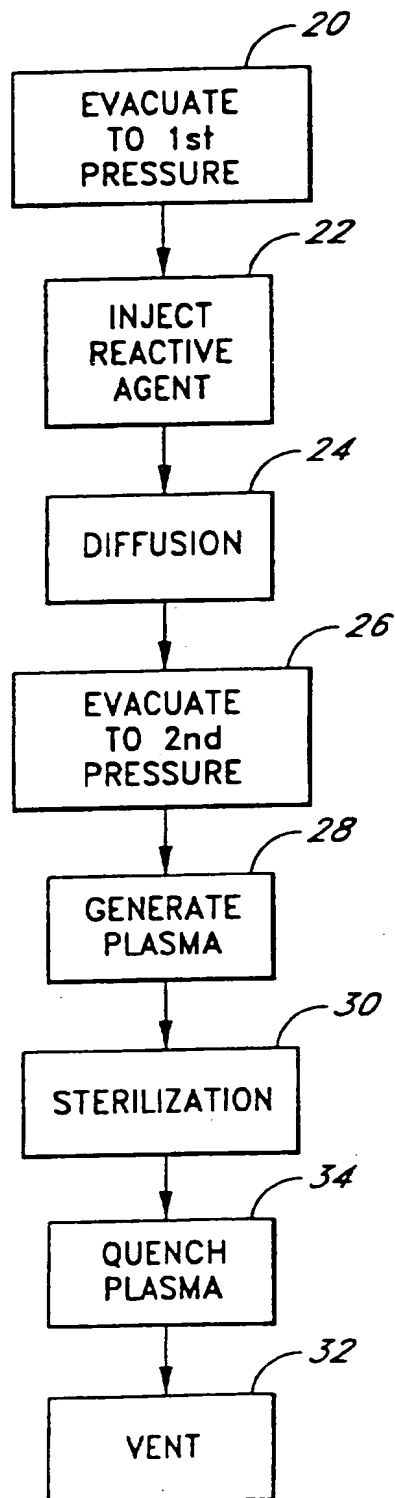 20
EVACUATE
TO 1st
PRESSURE
22
INJECT
REACTIVE
AGENT
24
DIFFUSION
26
EVACUATE
TO 2nd
PRESSURE
28
GENERATE
PLASMA
30
STERILIZATION
34
QUENCH
PLASMA
32
VENT